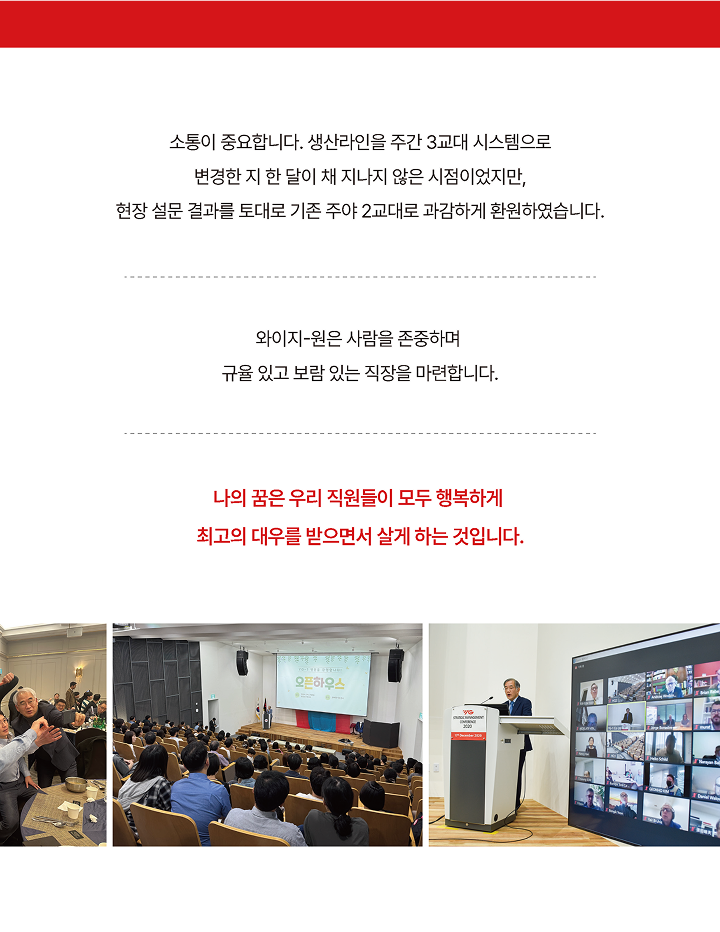 소통이 중요합니다. 생산라인을 주간 3교대 시스템으로
변경한 지 한 달이 채 지나지 않은 시점이었지만,
현장 설문 결과를 토대로 기존 주야 2교대로 과감하게 환원하였습니다.
와이지-원은 사람을 존중하며
규율 있고 보람 있는 직장을 마련합니다.
나의 꿈은 우리 직원들이 모두 행복하게
최고의 대우를 받으면서 살게 하는 것입니다.
오픈하우스
YG
STRATEGIC MANAGEMENT
CONFERENCE
2020